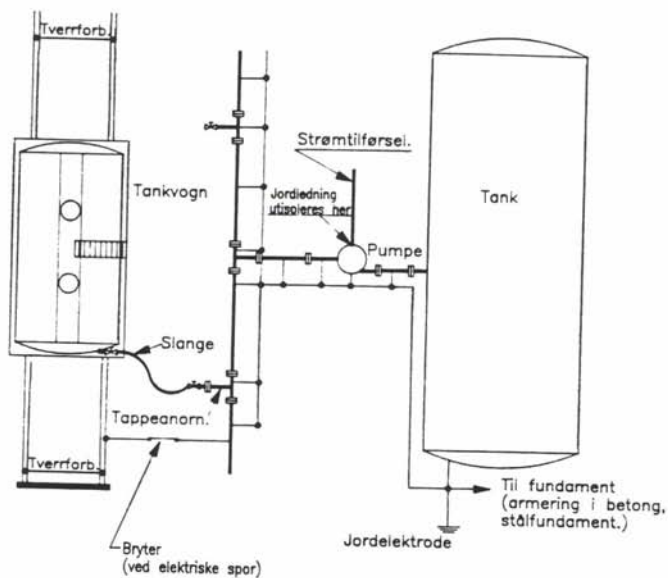 Tverrforb.
Strømtilførsel.
Tankvogn
Jordledning
utisoleres her
Tank
Pumpe
Slange
Tappeanorn.
Tverrforb.
Til fundament
(armering i betong,
stålfundament.)
Jordelektrode
Bryter
(ved elektriske spor)